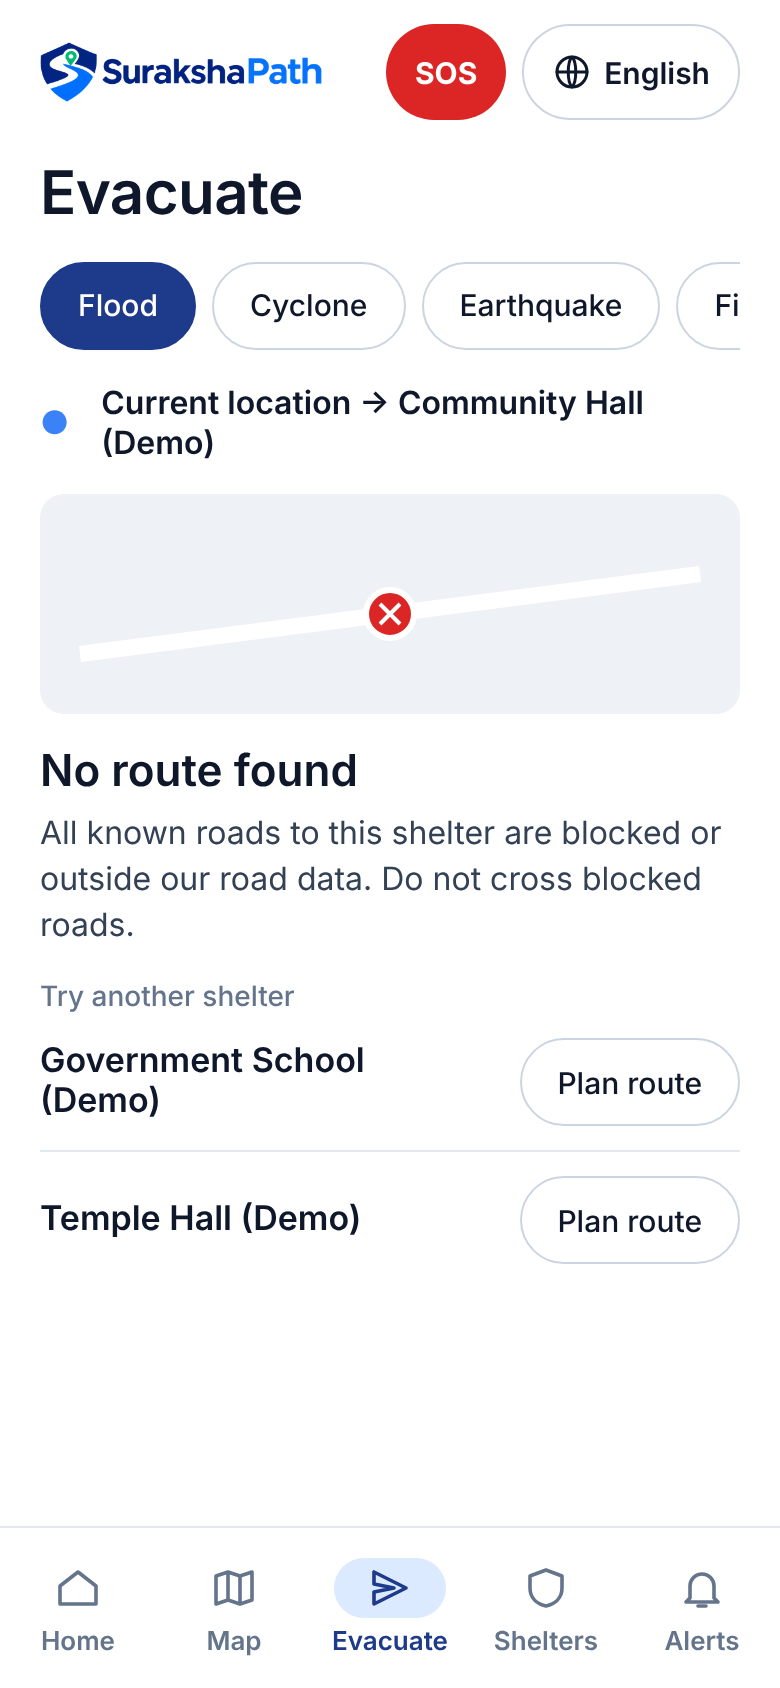 SurakshaPath
SOS
English
Evacuate
Flood
Cyclone
Earthquake
Fi
Current location → Community Hall
(Demo)
No route found
All known roads to this shelter are blocked or
outside our road data. Do not cross blocked
roads.
Try another shelter
Government School
(Demo)
Plan route
Temple Hall (Demo)
Plan route
Home
Map
Evacuate
Shelters
Alerts